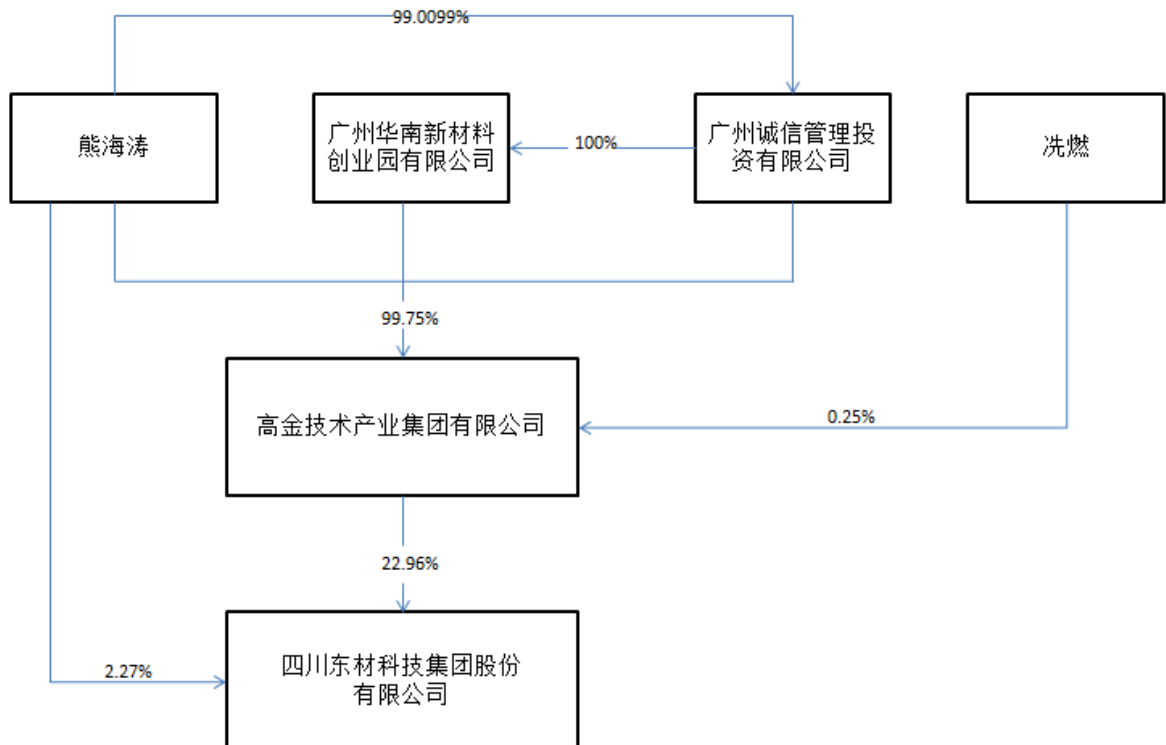 99.0099%
熊海涛
广州华南新材料
创业园有限公司
100%
广州诚信管理投
资有限公司
冼燃
99.75%
高金技术产业集团有限公司
0.25%
22.96%
2.27%
四川东材科技集团股份
有限公司